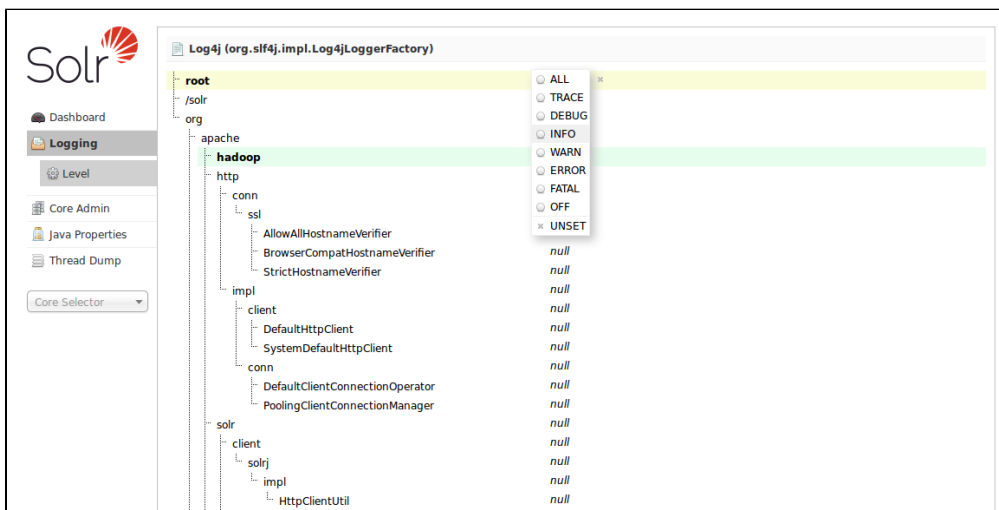 Solr
Log4j (org.slf4j.impl.Log4jLoggerFactory)
root
/solr
org
apache
hadoop
http
conn
ssl
AllowAllHostnameVerifier
BrowserCompatHostnameVerifier null
StrictHostnameVerifier null
impl null
client null
DefaultHttpClient null
SystemDefaultHttpClient null
conn null
DefaultClientConnectionOperator null
PoolingClientConnectionManager null
solr null
client null
solrj null
impl null
HttpClientUtil null
ALL
TRACE
DEBUG
INFO
WARN
ERROR
FATAL
OFF
UNSET
Dashboard
Logging
Level
Core Admin
Java Properties
Thread Dump
Core Selector